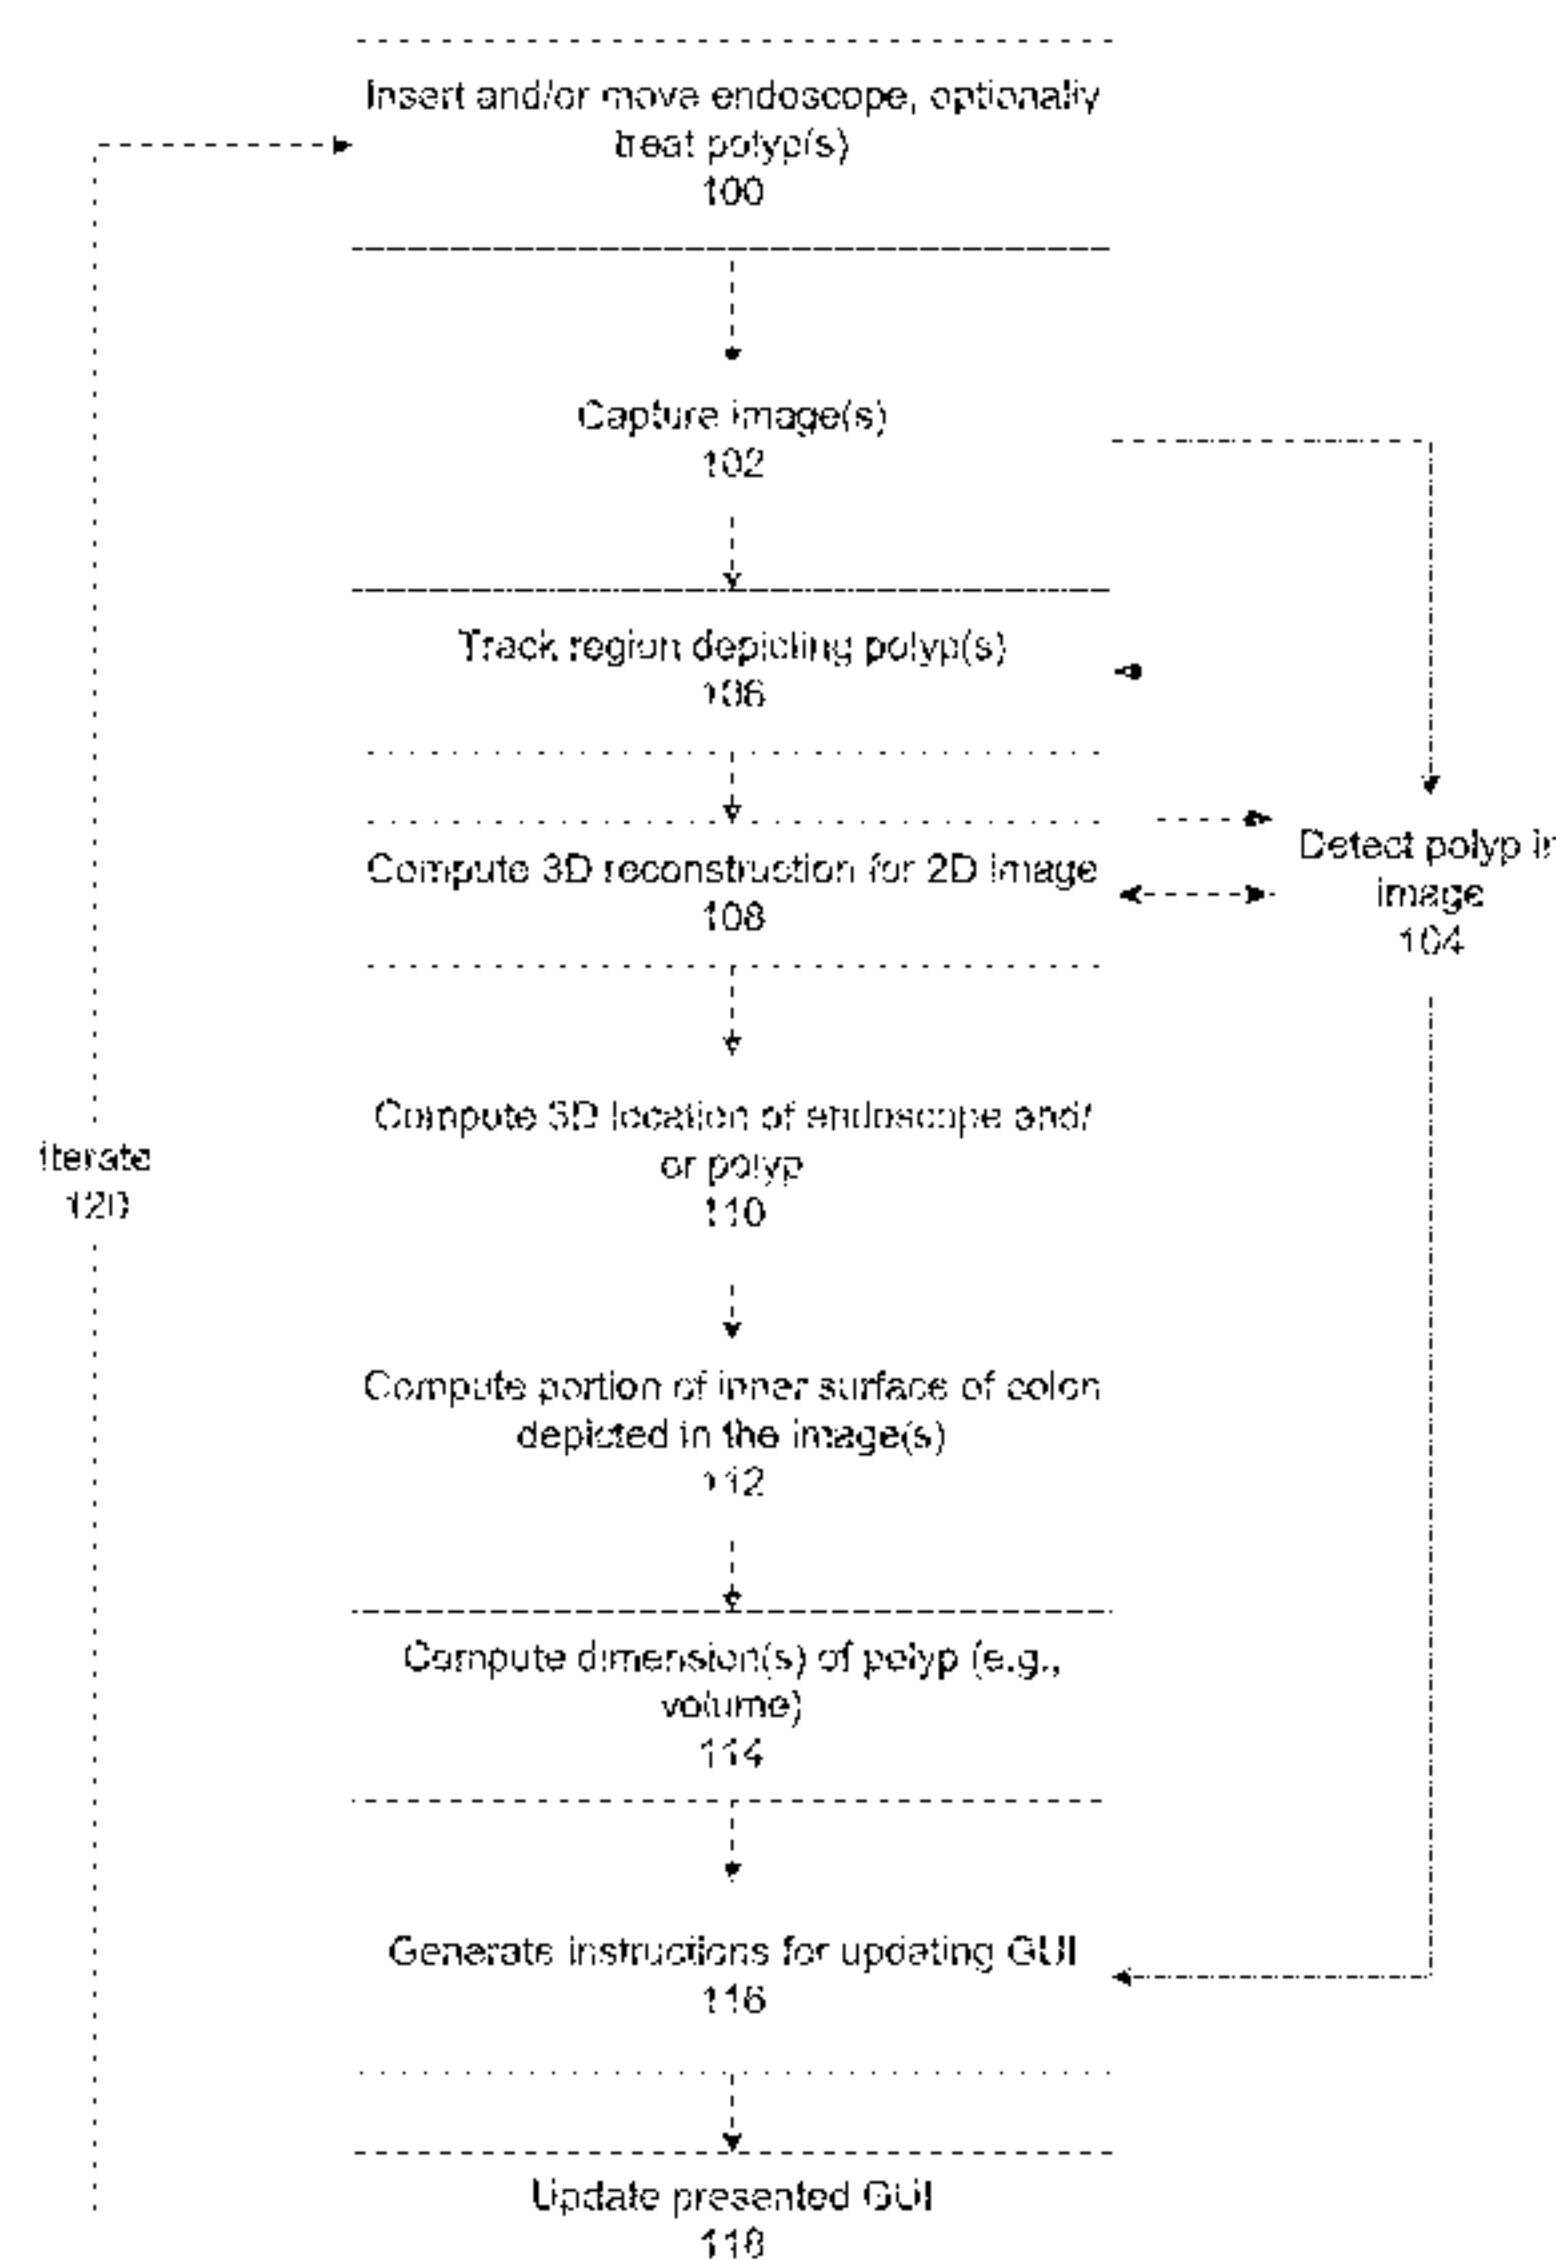 Insert and/or move endoscope, optionally
treat polyp(s)
100
Capture image(s)
102
Track region depicting polyp(s)
106
Compute 3D reconstruction for 2D image
108
Detect polyp in
image
104
Compute 3D location of endoscope and/
or polyp
110
iterate
120
Compute portion of inner surface of colon
depicted in the image(s)
112
Compute dimension(s) of polyp (e.g.,
volume)
114
Generate instructions for updating GUI
116
Update presented GUI
118